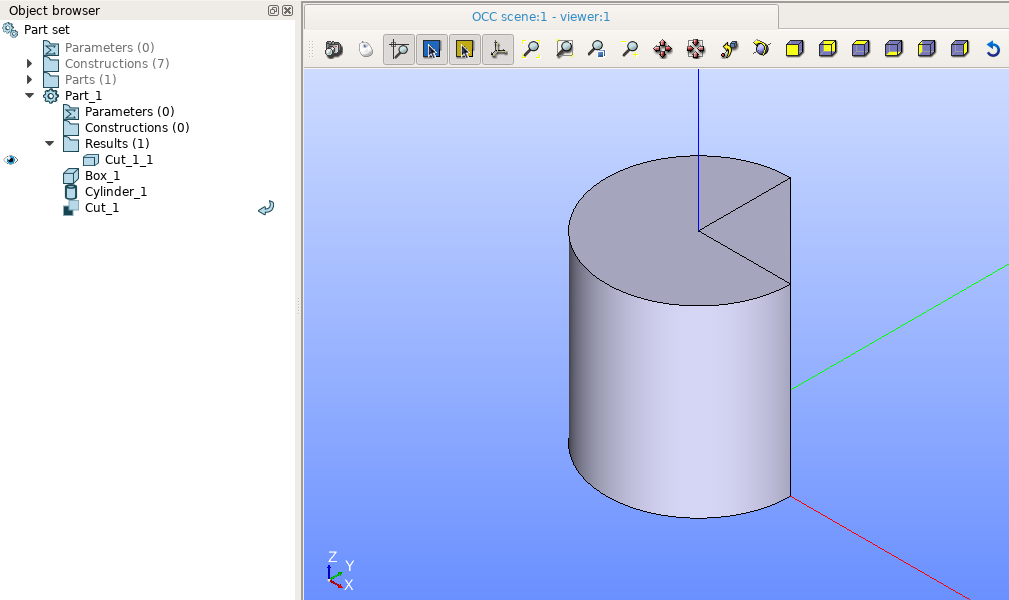 Object browser
Part set
Parameters (0)
Constructions (7)
Parts (1)
Part_1
Parameters (0)
Constructions (0)
Results (1)
Cut_1_1
Box_1
Cylinder_1
Cut_1
OCC scene:1 - viewer:1
Z
Y
X